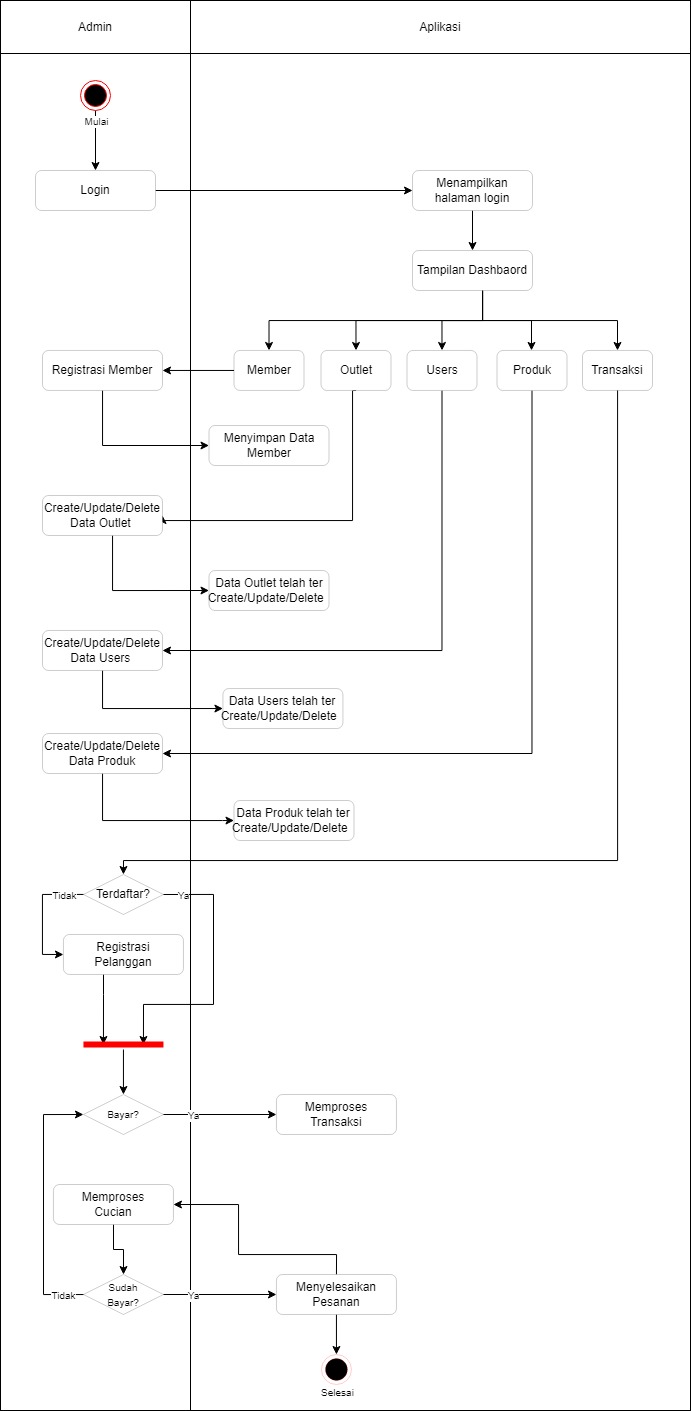 Admin
Aplikasi
Mulai
Login
Menampilkan
halaman login
Tampilan Dashbaord
Registrasi Member
Member
Outlet
Users
Produk
Transaksi
Menyimpan Data
Member
Create/Update/Delete
Data Outlet
Data Outlet telah ter
Create/Update/Delete
Create/Update/Delete
Data Users
Data Users telah ter
Create/Update/Delete
Create/Update/Delete
Data Produk
Data Produk telah ter
Create/Update/Delete
Tidak
Terdaftar?
Ya
Registrasi
Pelanggan
Bayar?
Ya
Memproses
Transaksi
Memproses
Cucian
Tidak
Sudah
Bayar?
Ya
Menyelesaikan
Pesanan
Selesai